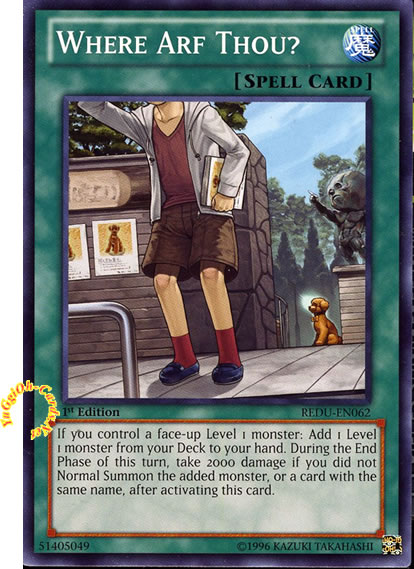 WHERE ARF THOU?
魔
[SPELL CARD]
YuGgiOh-Cards.Net
1st Edition
REDU-EN062
If you control a face-up Level 1 monster: Add 1 Level
1 monster from your Deck to your hand. During the End
Phase of this turn, take 2000 damage if you did not
Normal Summon the added monster, or a card with the
same name, after activating this card.
51405049
©1996 KAZUKI TAKAHASHI